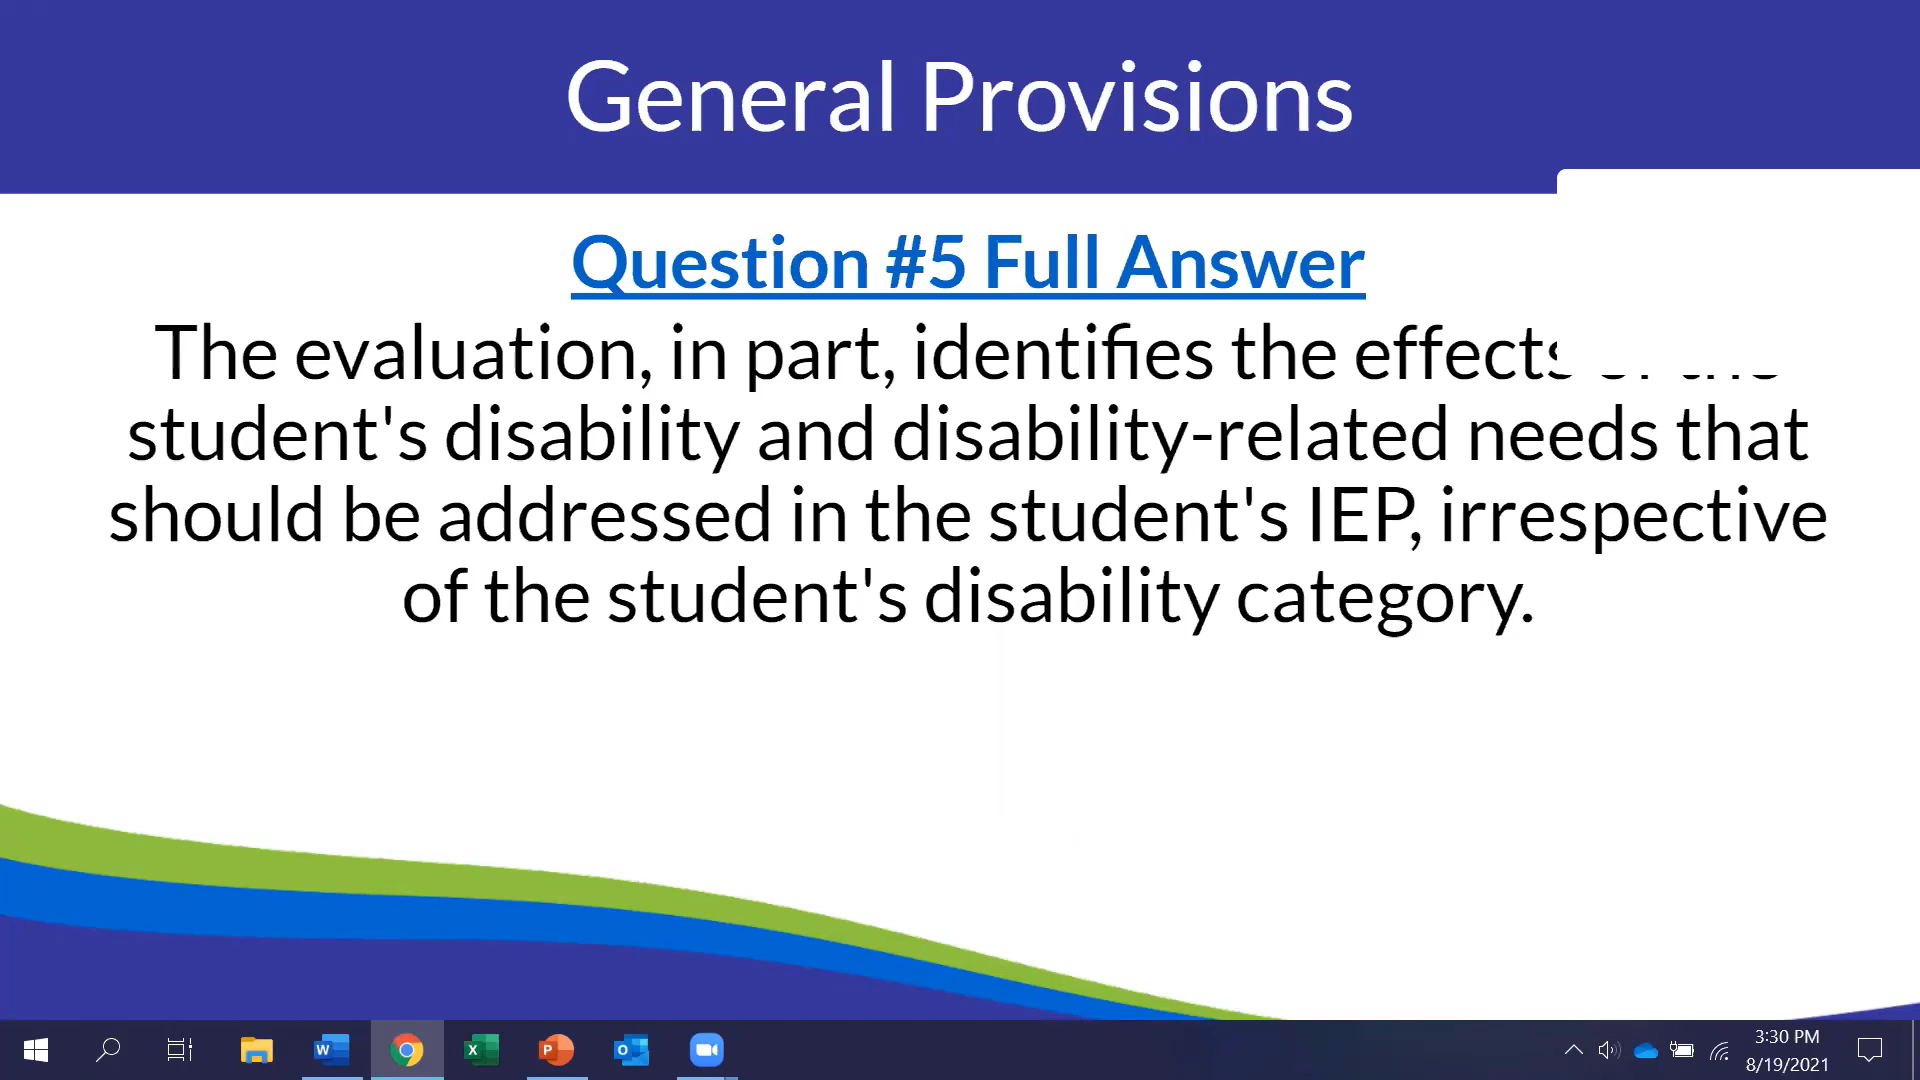 General Provisions
Question #5 Full Answer
The evaluation, in part, identifies the effects
student's disability and disability-related needs that
should be addressed in the student's IEP, irrespective
of the student's disability category.
3:30 PM
8/19/2021